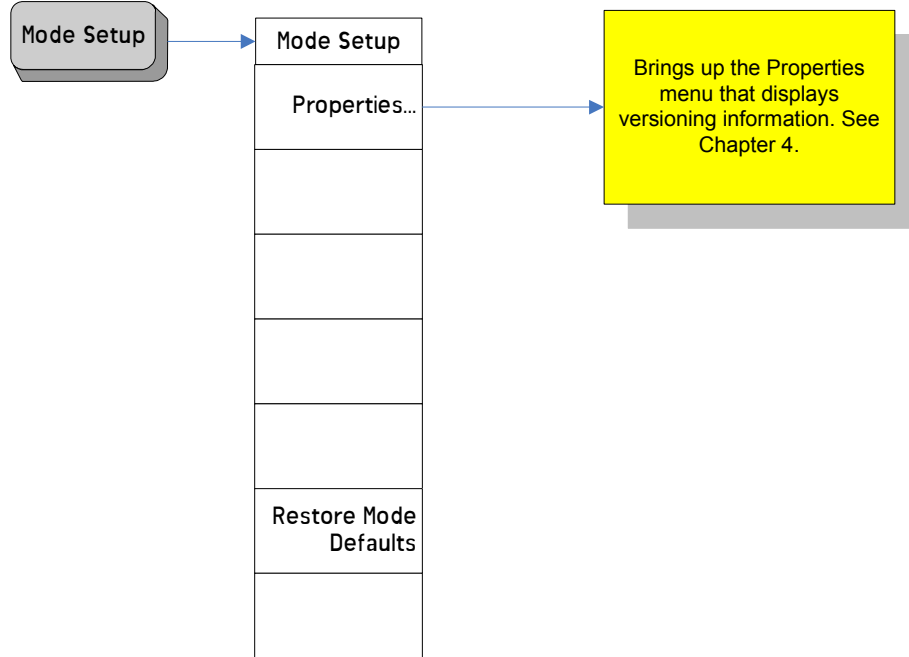 Mode Setup
Mode Setup
Properties...
Brings up the Properties
menu that displays
versioning information. See
Chapter 4.
Restore Mode
Defaults